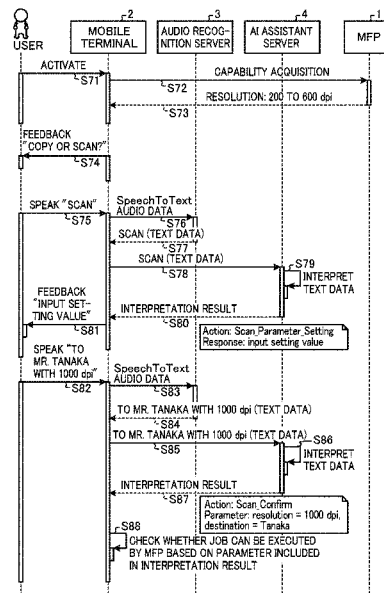 2
3
4
1
USER
MOBILE
TERMINAL
AUDIO RECOG-
NITION SERVER
AI ASSISTANT
SERVER
MFP
ACTIVATE
S71
CAPABILITY ACQUISITION
S72
RESOLUTION: 200 TO 600 dpi
S73
FEEDBACK
"COPY OR SCAN?"
S74
SPEAK "SCAN"
S75
SpeechToText
AUDIO DATA
S76
SCAN (TEXT DATA)
S77
SCAN (TEXT DATA)
S78
S79
INTERPRET
TEXT DATA
INTERPRETATION RESULT
S80
FEEDBACK
"INPUT SET-
TING VALUE"
S81
Action: Scan_Parameter_Setting
Response: input setting value
SPEAK "TO
MR. TANAKA
WITH 1000 dpi"
S82
SpeechToText
AUDIO DATA
S83
TO MR. TANAKA WITH 1000 dpi (TEXT DATA)
S84
TO MR. TANAKA WITH 1000 dpi (TEXT DATA)
S85
S86
INTERPRET
TEXT DATA
INTERPRETATION RESULT
S87
Action: Scan_Confirm
Parameter: resolution = 1000 dpi,
destination = Tanaka
S88
CHECK WHETHER JOB CAN BE EXECUTED
BY MFP BASED ON PARAMETER INCLUDED
IN INTERPRETATION RESULT